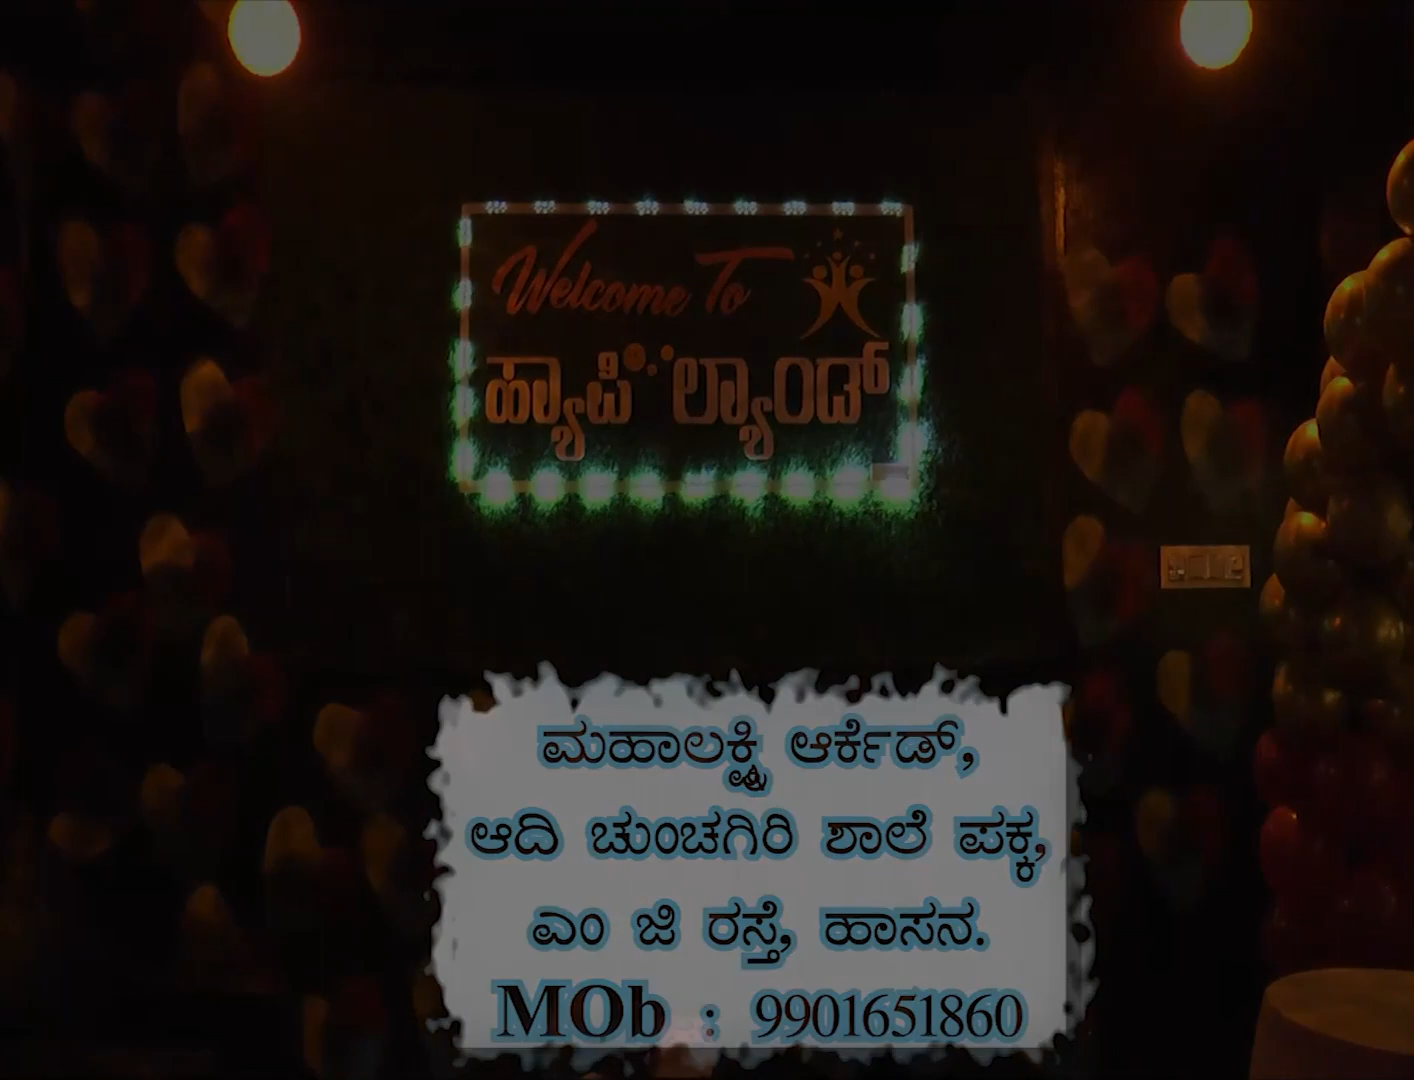 Welcome To
ಹ್ಯಾಪಿ ಲ್ಯಾಂಡ್
ಮಹಾಲಕ್ಷ್ಮಿ ಆರ್ಕೆಡ್,
ಆದಿ ಚುಂಚಗಿರಿ ಶಾಲೆ ಪಕ್ಕ,
ಎಂ ಜಿ ರಸ್ತೆ, ಹಾಸನ.
MOb : 9901651860